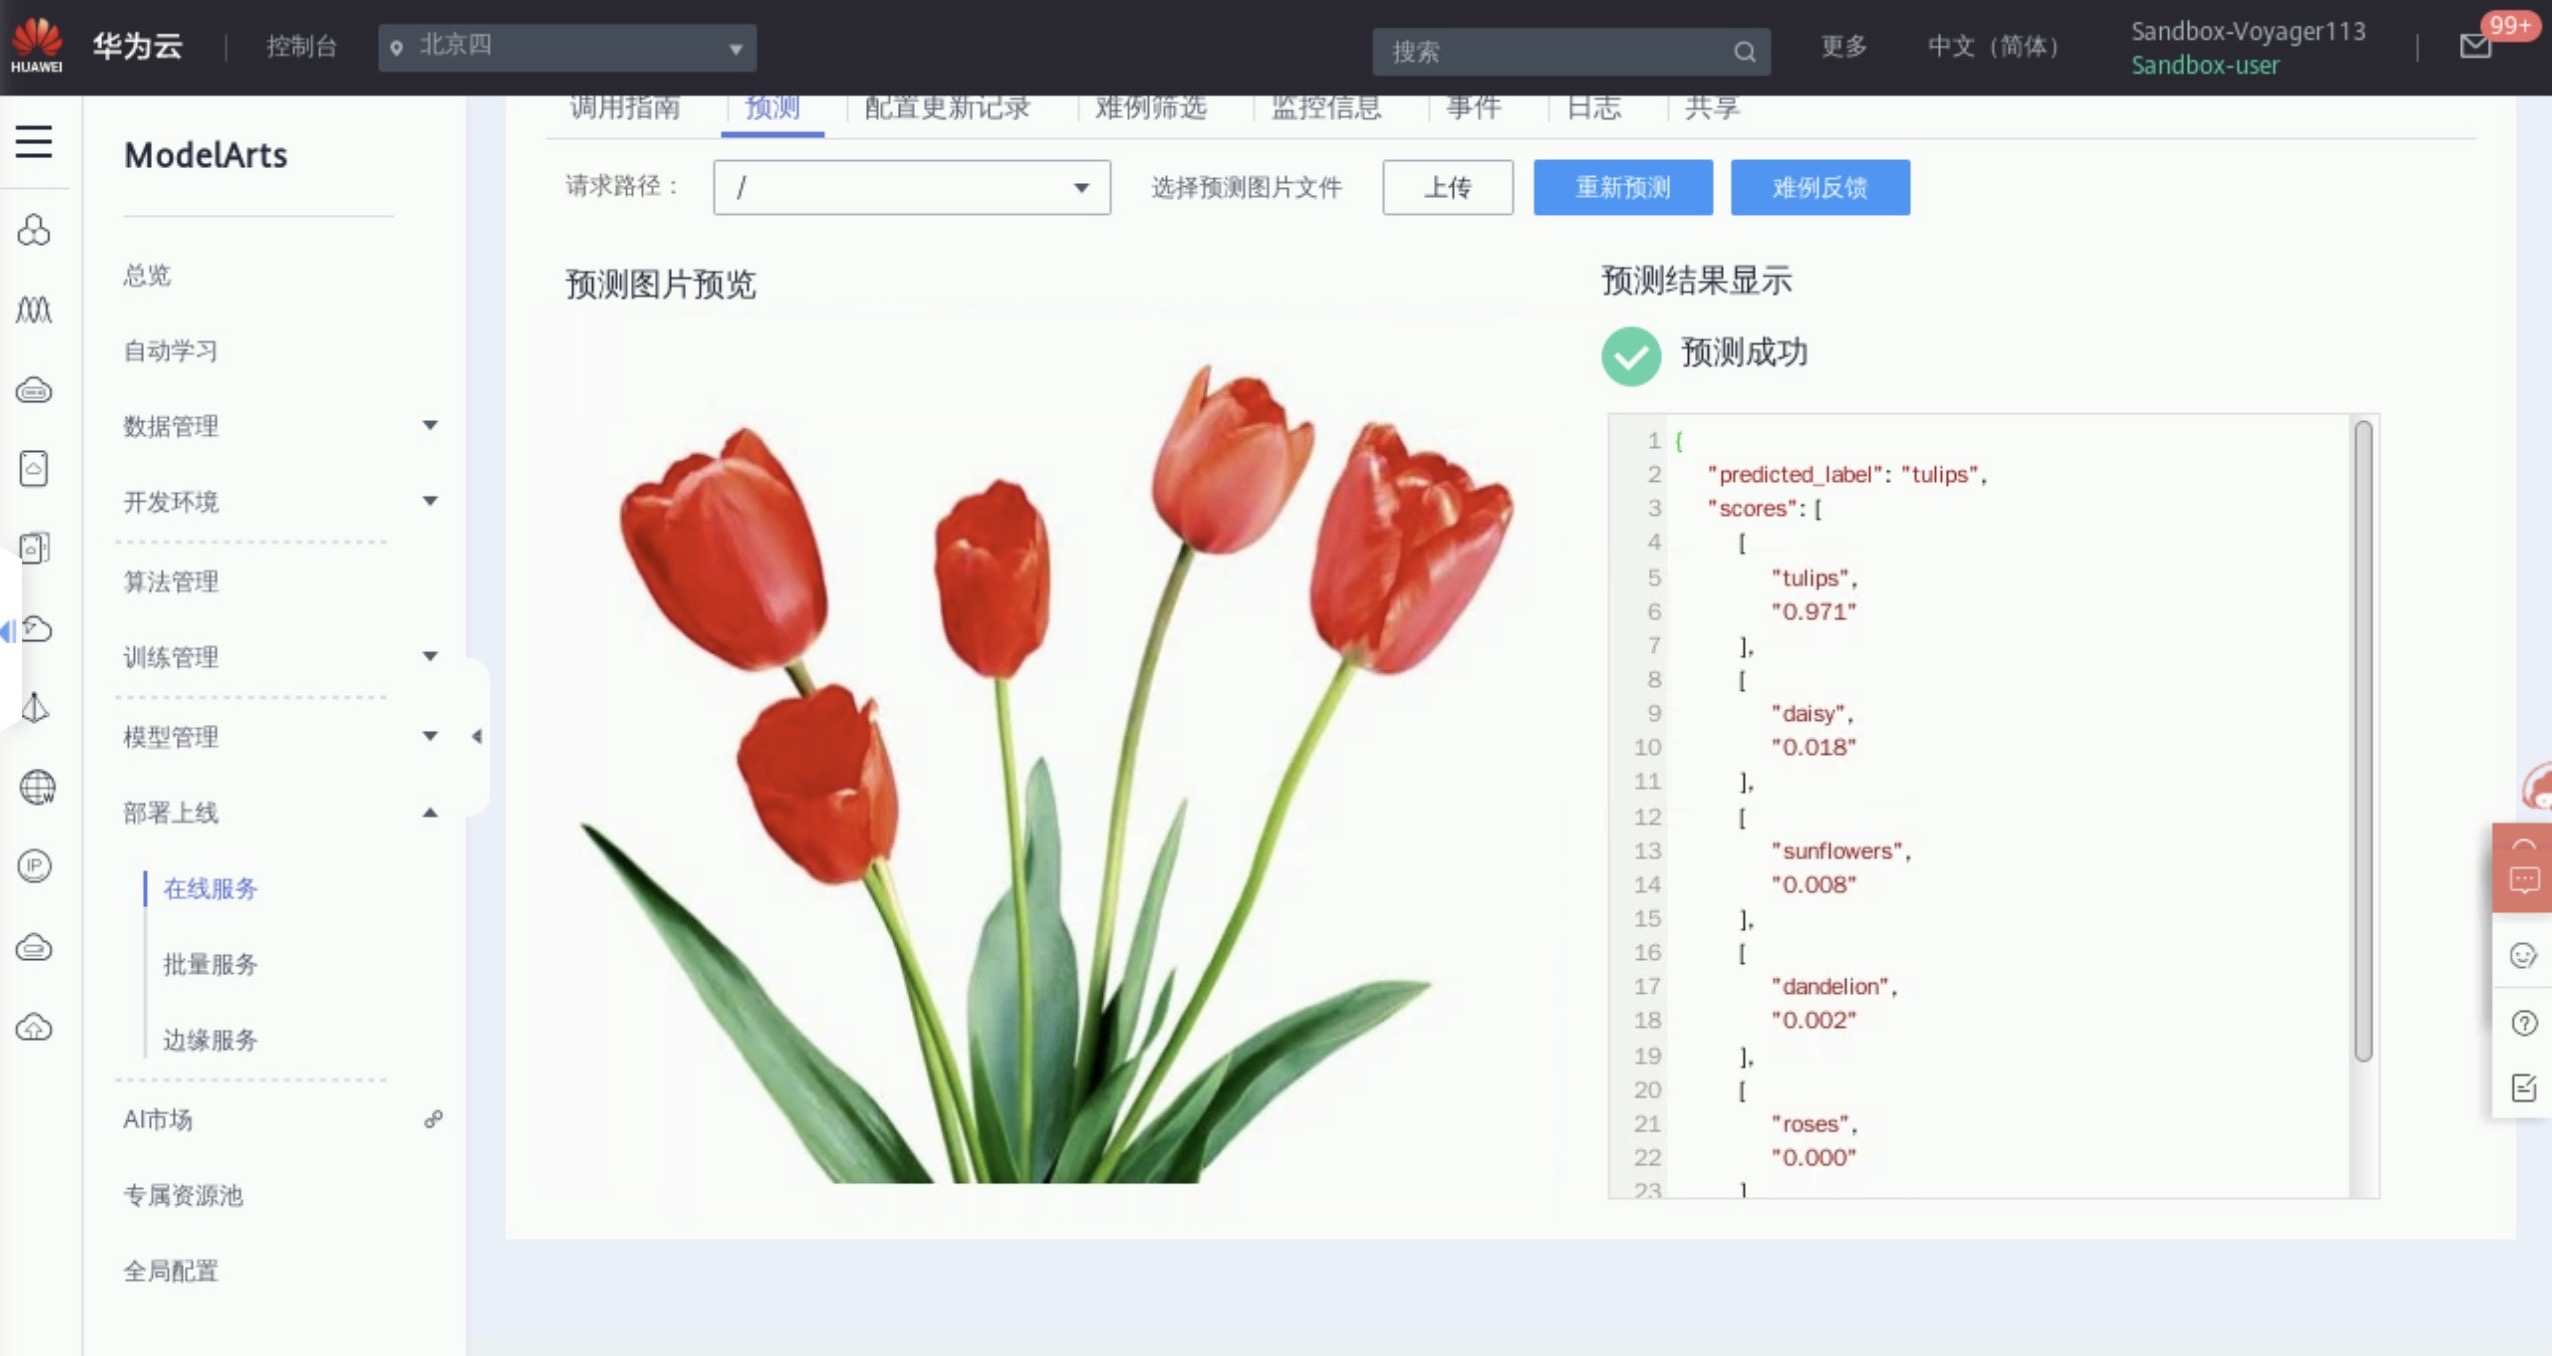 HUAWEI
华为云
控制台
北京四
搜索
更多
中文（简体）
Sandbox-Voyager113
Sandbox-user
99+
ModelArts
总览
自动学习
数据管理
开发环境
算法管理
训练管理
模型管理
部署上线
在线服务
批量服务
边缘服务
AI市场
专属资源池
全局配置
IP
调用指南
预测
配置更新记录
难例筛选
监控信息
事件
日志
共享
请求路径：
/
选择预测图片文件
上传
重新预测
难例反馈
预测图片预览
预测结果显示
预测成功
1 {
2 "predicted_label": "tulips",
3 "scores": [
4 [
5 "tulips",
6 "0.971"
7 ],
8 [
9 "daisy",
10 "0.018"
11 ],
12 [
13 "sunflowers",
14 "0.008"
15 ],
16 [
17 "dandelion",
18 "0.002"
19 ],
20 [
21 "roses",
22 "0.000"
23 ]